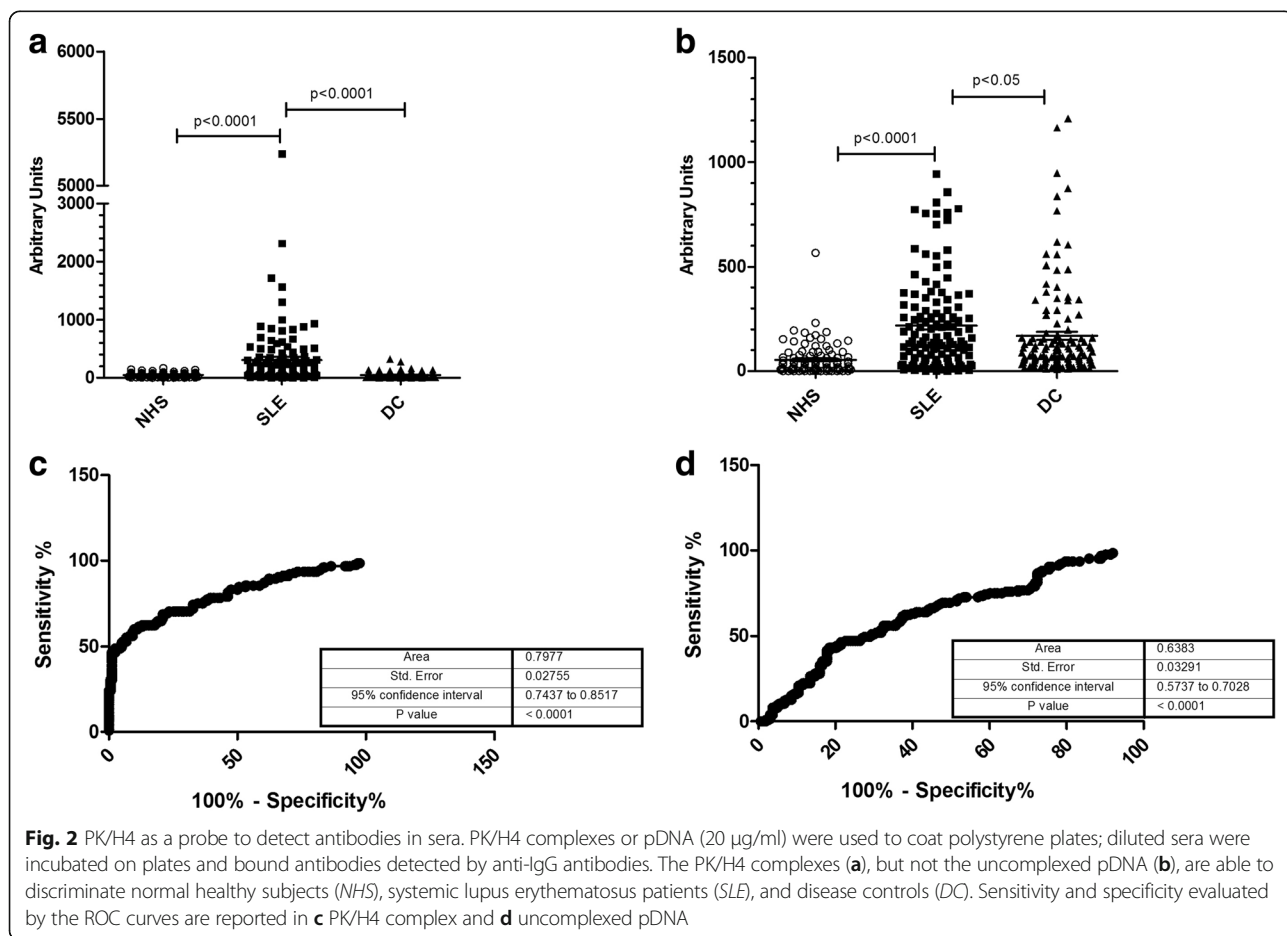 a
6000
5500
5000
3000
2000
1000
0
Arbitrary Units
p<0.0001
p<0.0001
NHS
SLE
DC
b
1500
1000
500
0
Arbitrary Units
p<0.0001
p<0.05
NHS
SLE
DC
c
150
100
50
0
Sensitivity %
Area 0.7977
Std. Error 0.02755
95% confidence interval 0.7437 to 0.8517
P value < 0.0001
0 50 100 150
100% - Specificity%
d
150
100
50
0
Sensitivity %
Area 0.6383
Std. Error 0.03291
95% confidence interval 0.5737 to 0.7028
P value < 0.0001
0 20 40 60 80 100
100% - Specificity%
Fig. 2 PK/H4 as a probe to detect antibodies in sera. PK/H4 complexes or pDNA (20 μg/ml) were used to coat polystyrene plates; diluted sera were
incubated on plates and bound antibodies detected by anti-IgG antibodies. The PK/H4 complexes (a), but not the uncomplexed pDNA (b), are able to
discriminate normal healthy subjects (NHS), systemic lupus erythematosus patients (SLE), and disease controls (DC). Sensitivity and specificity evaluated
by the ROC curves are reported in c PK/H4 complex and d uncomplexed pDNA